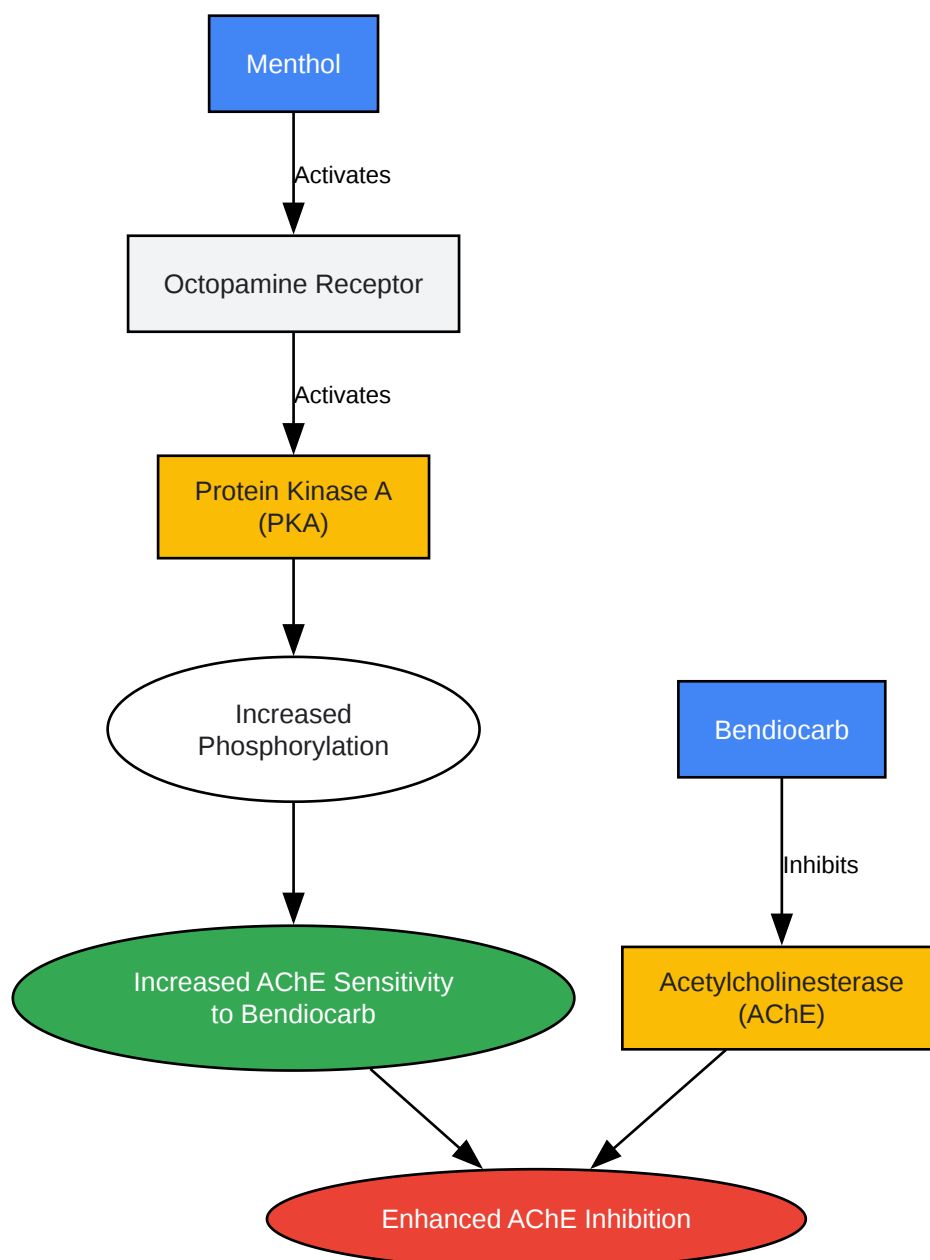 Menthol
Activates
Octopamine Receptor
Activates
Protein Kinase A
(PKA)
Increased
Phosphorylation
Bendiocarb
Inhibits
Increased AChE Sensitivity
to Bendiocarb
Acetylcholinesterase
(AChE)
Enhanced AChE Inhibition